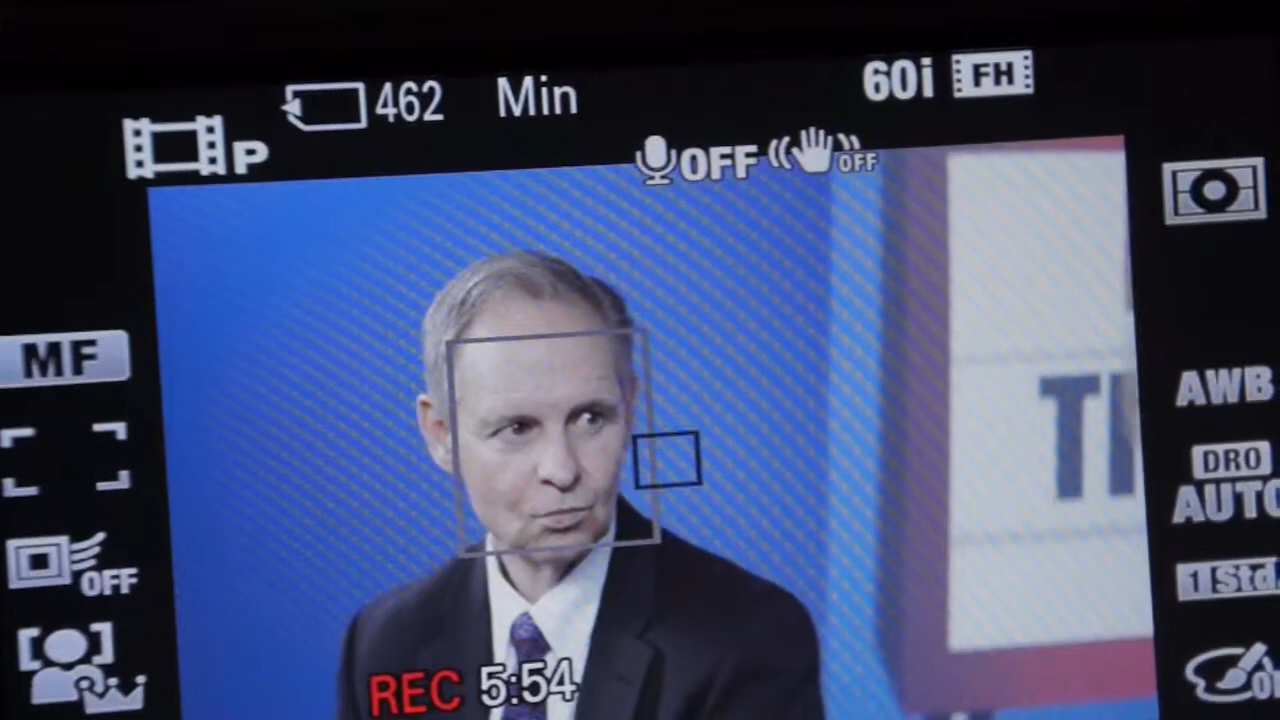 462 Min
60i FH
P
OFF OFF
MF
AWB
DRO
AUTO
OFF
1 Std.
REC 5:54